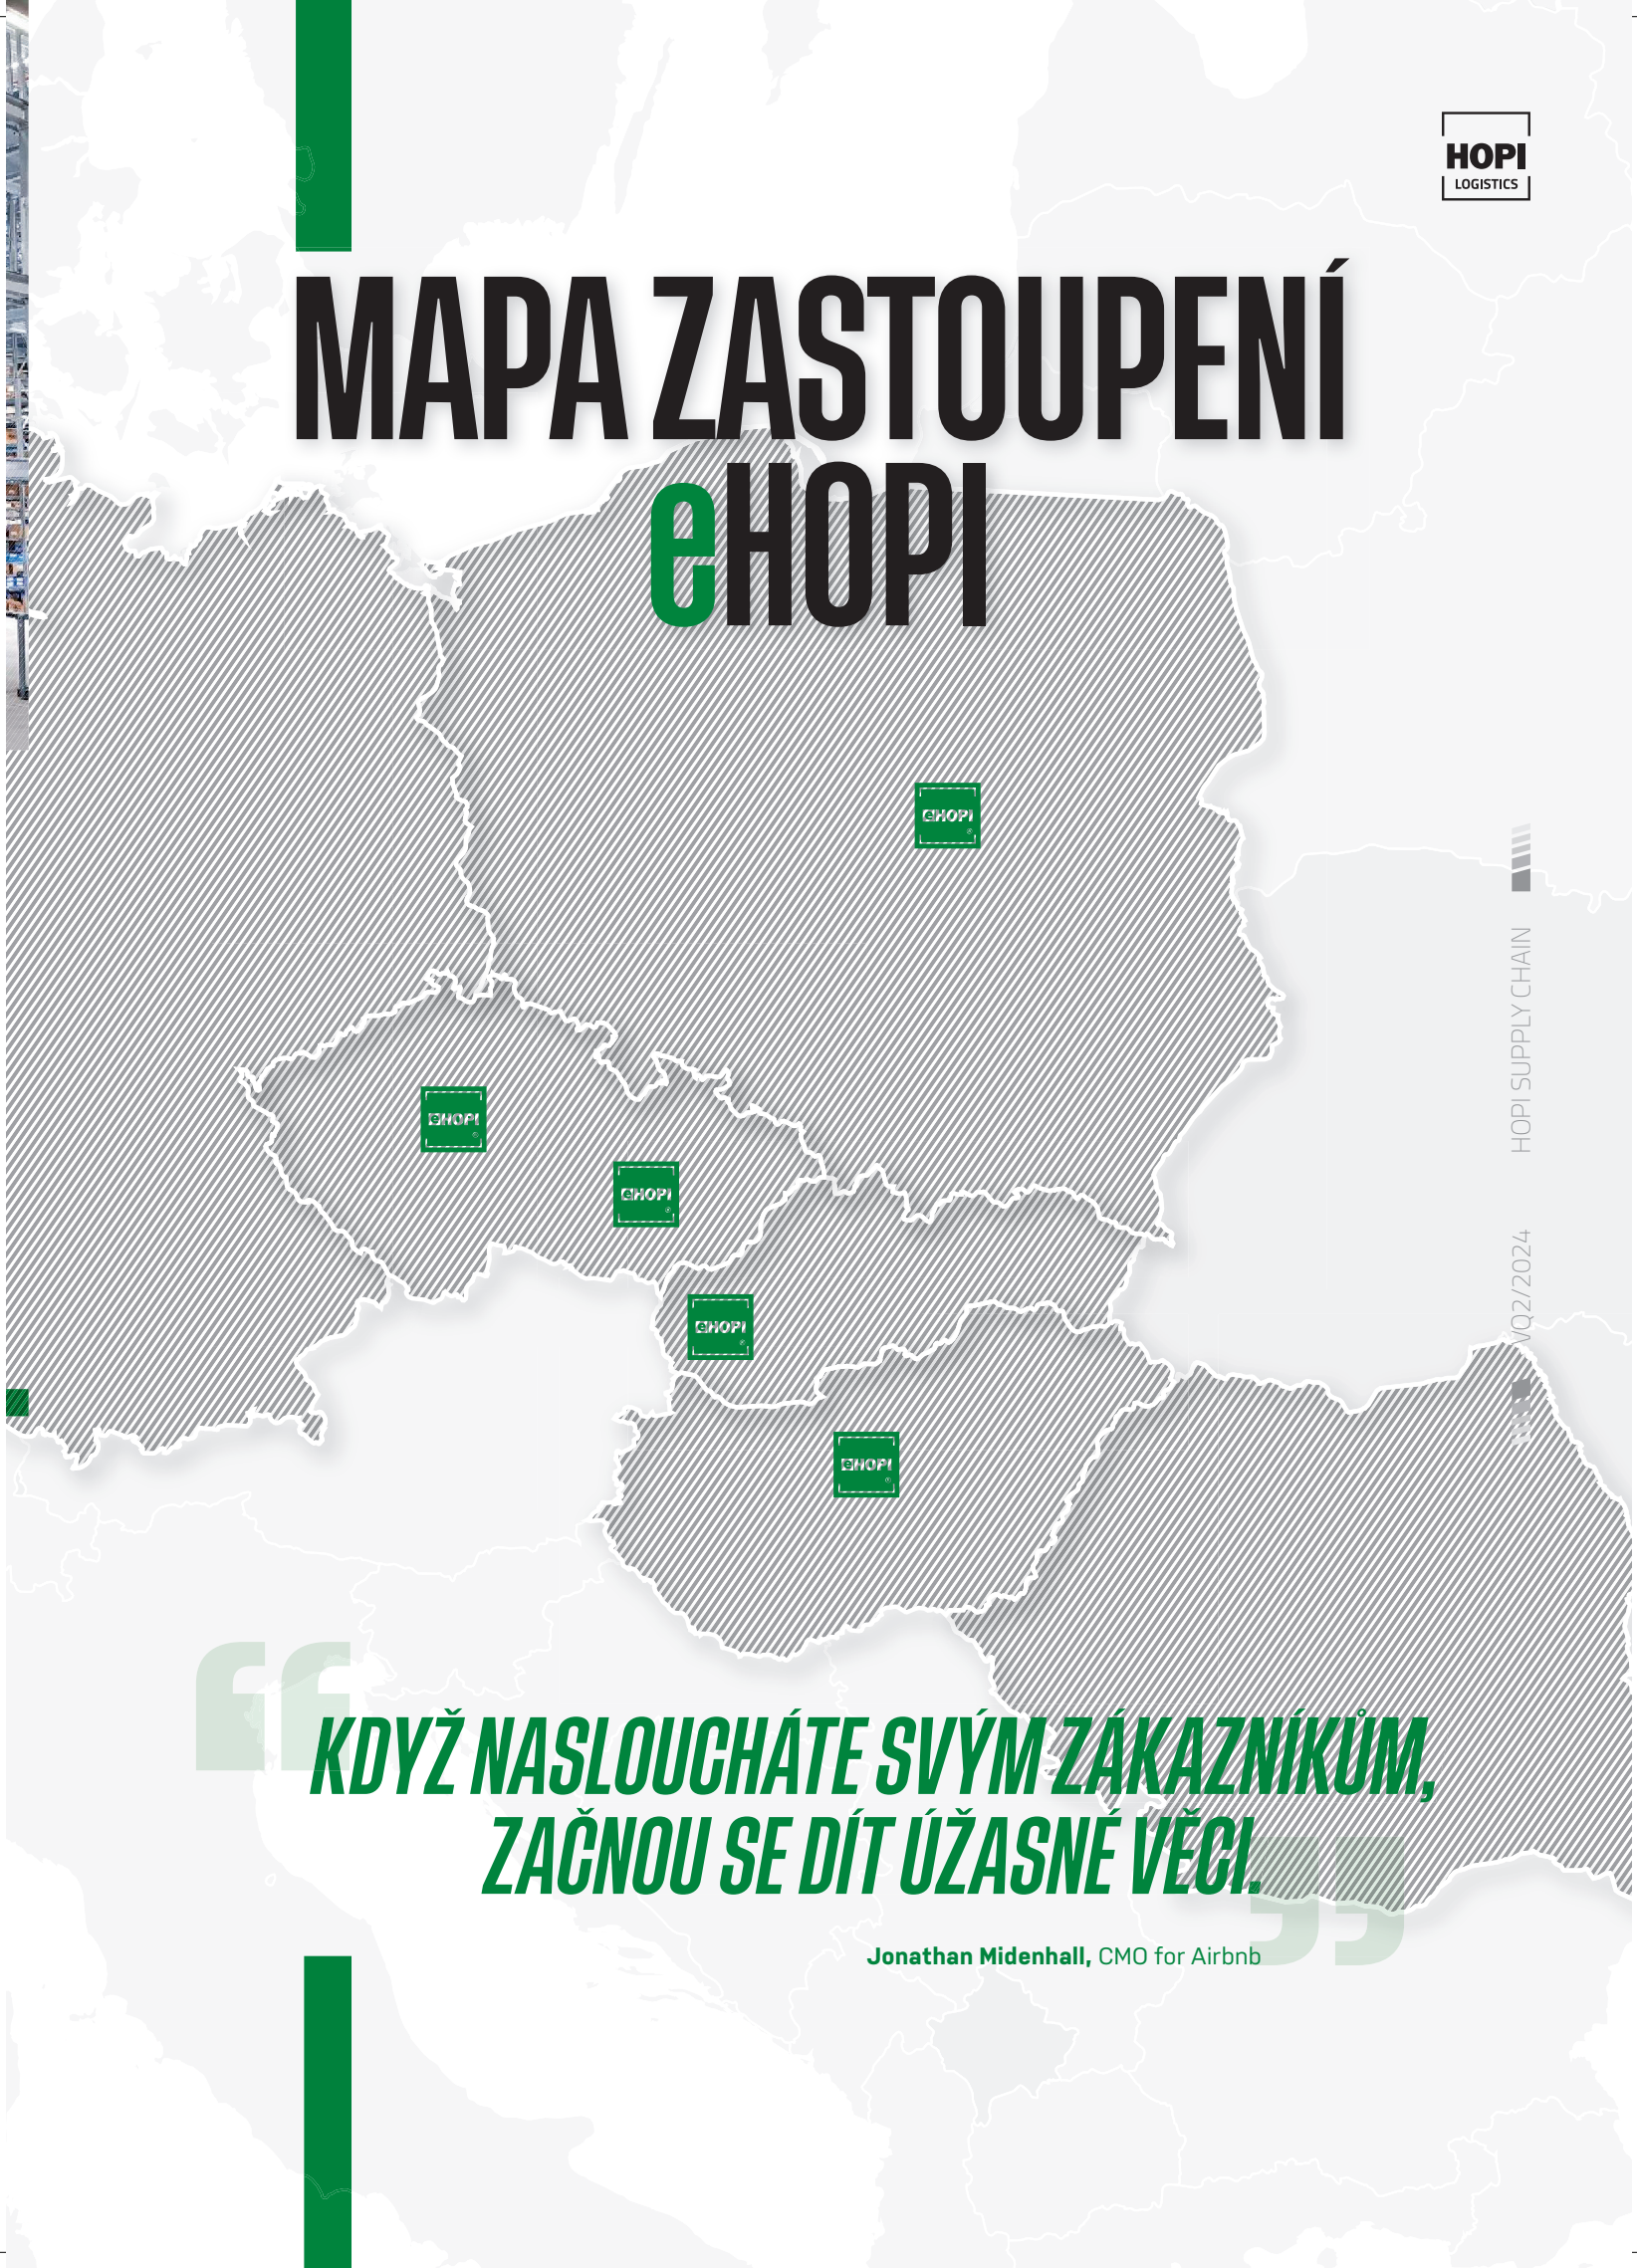 HOPI
LOGISTICS
MAPA ZASTOUPENÍ
eHOPI
eHOPI
eHOPI
eHOPI
eHOPI
eHOPI
HOPI SUPPLY CHAIN
VQ2/2024
“KDYŽ NASLOUCHÁTE SVÝM ZÁKAZNÍKŮM,
ZAČNOU SE DÍT ÚŽASNÉ VĚCI.”
Jonathan Midenhall, CMO for Airbnb